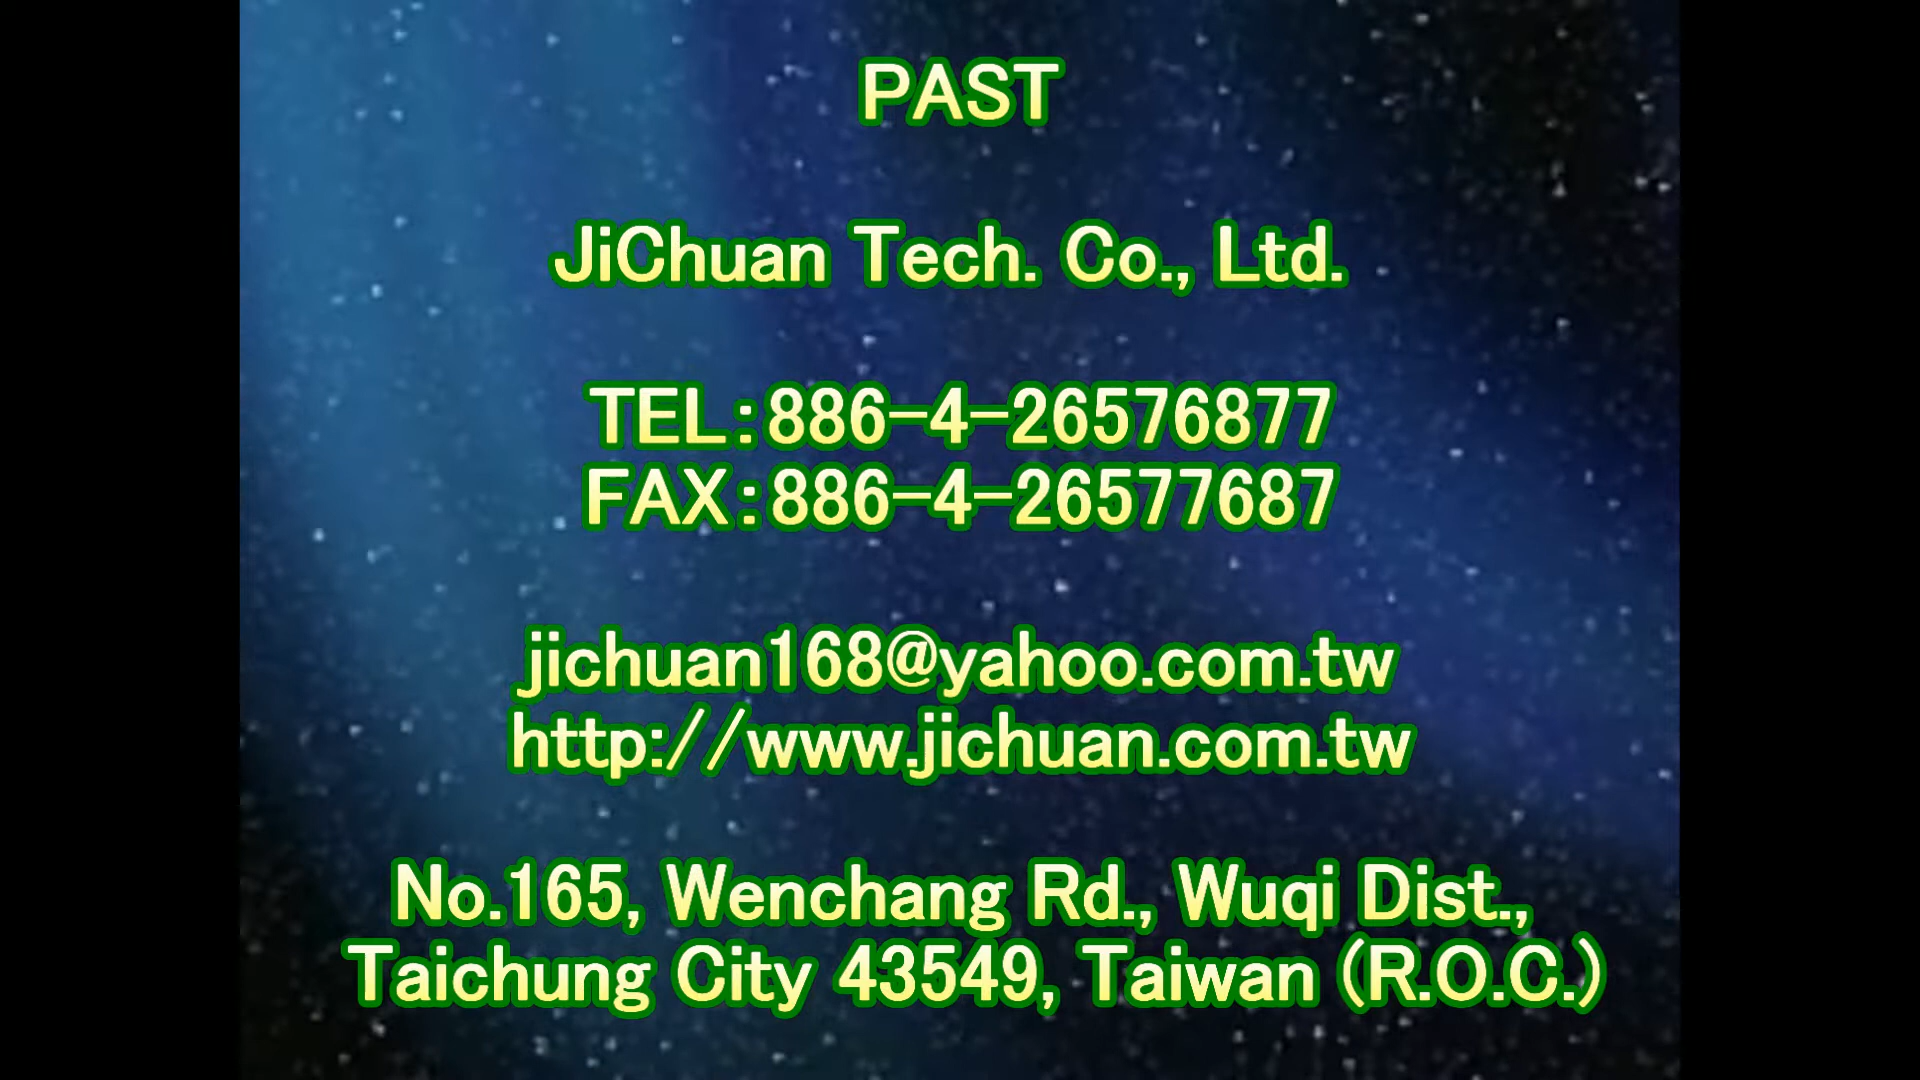 PAST
JiChuan Tech. Co., Ltd.
TEL:886-4-26576877
FAX:886-4-26577687
jichuan168@yahoo.com.tw
http://www.jichuan.com.tw
No.165, Wenchang Rd., Wuqi Dist.,
Taichung City 43549, Taiwan (R.O.C.)